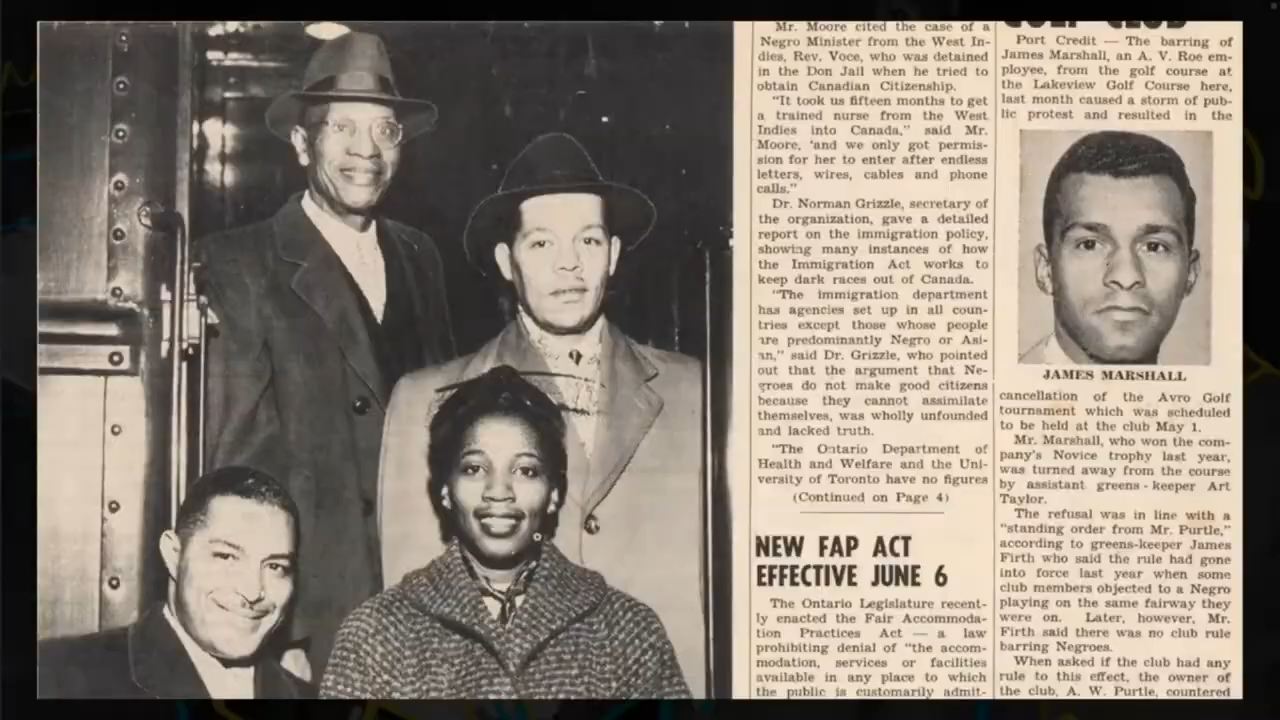 Mr. Moore cited the case of a
Negro Minister from the West In-
dies, Rev. Voce, who was detained
in the Don Jail when he tried to
obtain Canadian Citizenship.
"It took us fifteen months to get
a trained nurse from the West
Indies into Canada," said Mr.
Moore, 'and we only got permis-
sion for her to enter after endless
letters, wires, cables and phone
calls."
Dr. Norman Grizzle, secretary of
the organization, gave a detailed
report on the immigration policy,
showing many instances of how
the Immigration Act works to
keep dark races out of Canada.
"The immigration department
has agencies set up in all coun-
tries except those whose people
are predominantly Negro or Asi-
an," said Dr. Grizzle, who pointed
out that the argument that Ne-
groes do not make good citizens
because they cannot assimilate
themselves, was wholly unfounded
and lacked truth.
"The Ontario Department of
Health and Welfare and the Uni-
versity of Toronto have no figures
(Continued on Page 4)
NEW FAP ACT
EFFECTIVE JUNE 6
The Ontario Legislature recent-
ly enacted the Fair Accommoda-
tion Practices Act — a law
prohibiting denial of "the accom-
modation, services or facilities
available in any place to which
the public is customarily admit-
GOLF CLUB
Port Credit — The barring of
James Marshall, an A. V. Roe em-
ployee, from the golf course at
the Lakeview Golf Course here,
last month caused a storm of pub-
lic protest and resulted in the
JAMES MARSHALL
cancellation of the Avro Golf
tournament which was scheduled
to be held at the club May 1.
Mr. Marshall, who won the com-
pany's Novice trophy last year,
was turned away from the course
by assistant greens-keeper Art
Taylor.
The refusal was in line with a
"standing order from Mr. Purtle,"
according to greens-keeper James
Firth who said the rule had gone
into force last year when some
club members objected to a Negro
playing on the same fairway they
were on. Later, however, Mr.
Firth said there was no club rule
barring Negroes.
When asked if the club had any
rule to this effect, the owner of
the club, A. W. Purtle, countered